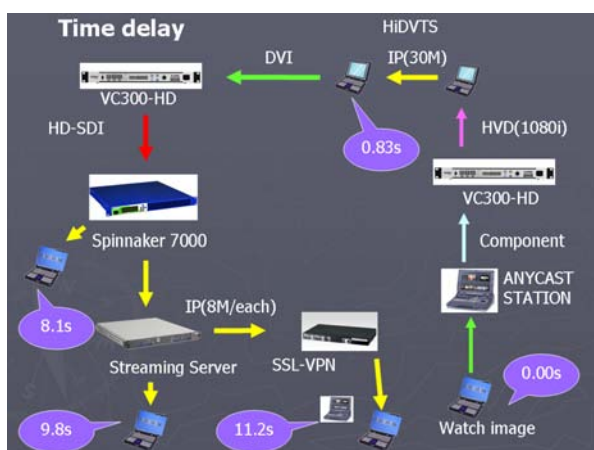 Time delay
HiDVTS
DVI
IP(30M)
VC300-HD
0.83s
HD-SDI
HVD(1080i)
VC300-HD
Spinnaker 7000
Component
ANYCAST
STATION
8.1s
IP(8M/each)
Streaming Server
SSL-VPN
0.00s
9.8s
11.2s
Watch image